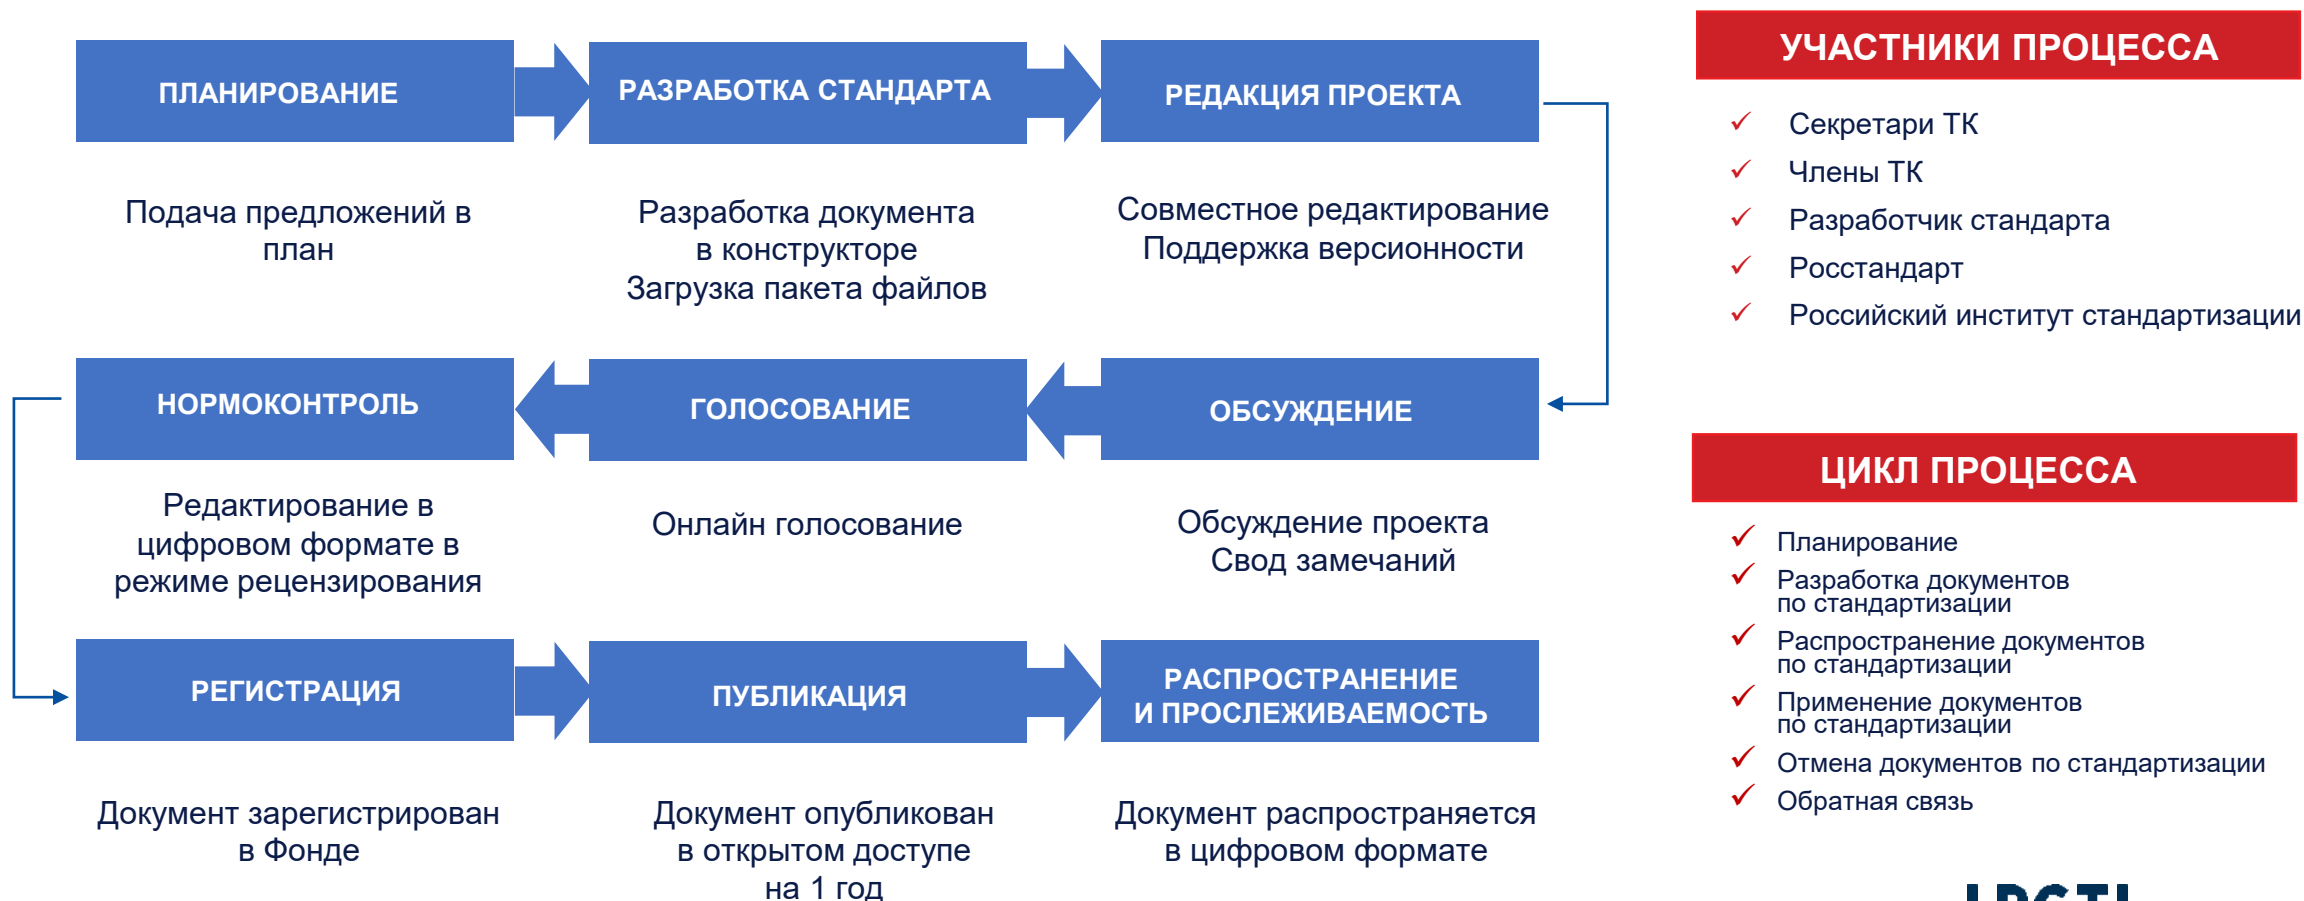 ПЛАНИРОВАНИЕ
РАЗРАБОТКА СТАНДАРТА
РЕДАКЦИЯ ПРОЕКТА
Подача предложений в
план
Разработка документа
в конструкторе
Загрузка пакета файлов
Совместное редактирование
Поддержка версионности
НОРМОКОНТРОЛЬ
ГОЛОСОВАНИЕ
ОБСУЖДЕНИЕ
Редактирование в
цифровом формате в
режиме рецензирования
Онлайн голосование
Обсуждение проекта
Свод замечаний
РЕГИСТРАЦИЯ
ПУБЛИКАЦИЯ
РАСПРОСТРАНЕНИЕ
И ПРОСЛЕЖИВАЕМОСТЬ
Документ зарегистрирован
в Фонде
Документ опубликован
в открытом доступе
на 1 год
Документ распространяется
в цифровом формате
УЧАСТНИКИ ПРОЦЕССА
Секретари ТК
Члены ТК
Разработчик стандарта
Росстандарт
Российский институт стандартизации
ЦИКЛ ПРОЦЕССА
Планирование
Разработка документов
по стандартизации
Распространение документов
по стандартизации
Применение документов
по стандартизации
Отмена документов по стандартизации
Обратная связь